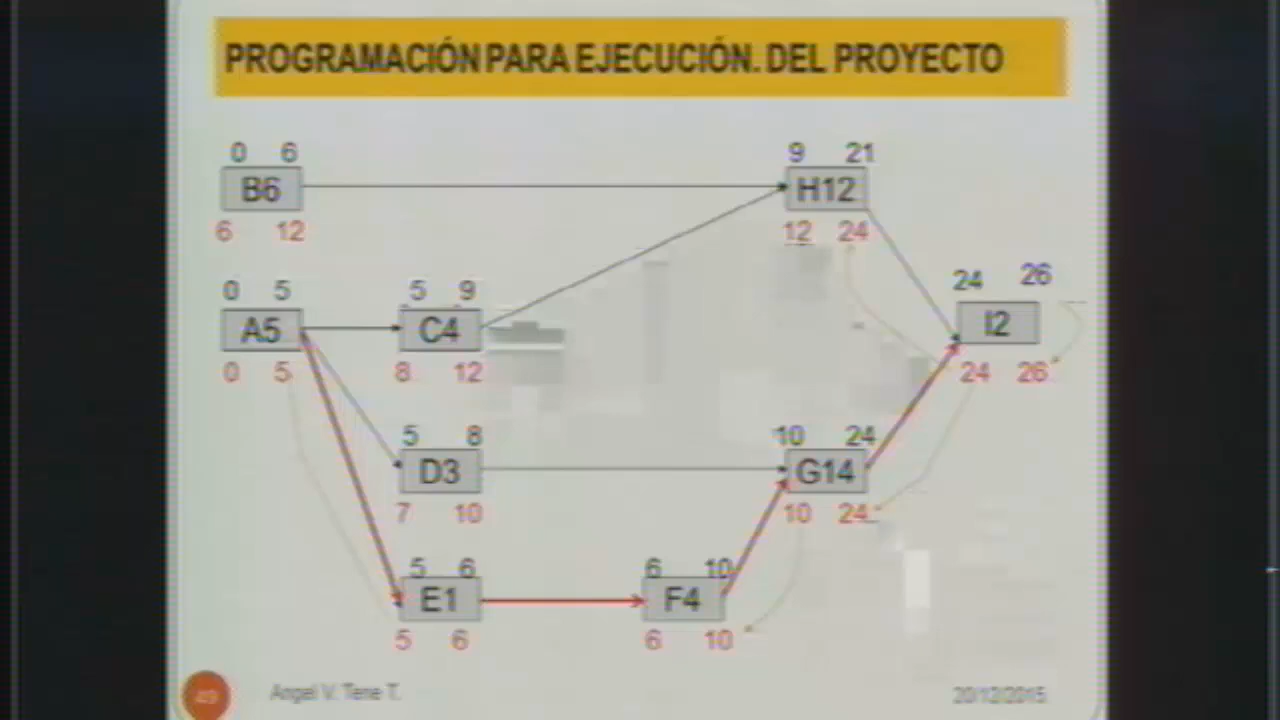 PROGRAMACIÓN PARA EJECUCIÓN. DEL PROYECTO
0 6
B6
6 12
9 21
H12
12 24
0 5
A5
0 5
5 9
C4
8 12
24 26
I2
24 26
5 8
D3
7 10
10 24
G14
10 24
5 6
E1
5 6
6 10
F4
6 10
49
Angel V. Tene T.
20/12/2015